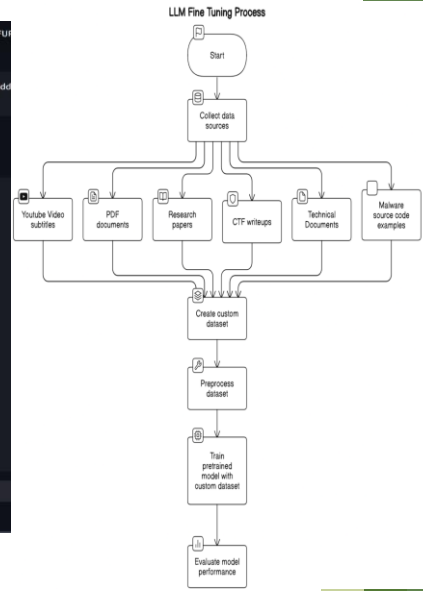 LLM Fine Tuning Process
Start
Collect data
sources
Youtube Video
subtitles
PDF
documents
Research
papers
CTF writeups
Technical
Documents
Malware
source code
examples
Create custom
dataset
Preprocess
dataset
Train
pretrained
model with
custom dataset
Evaluate model
performance